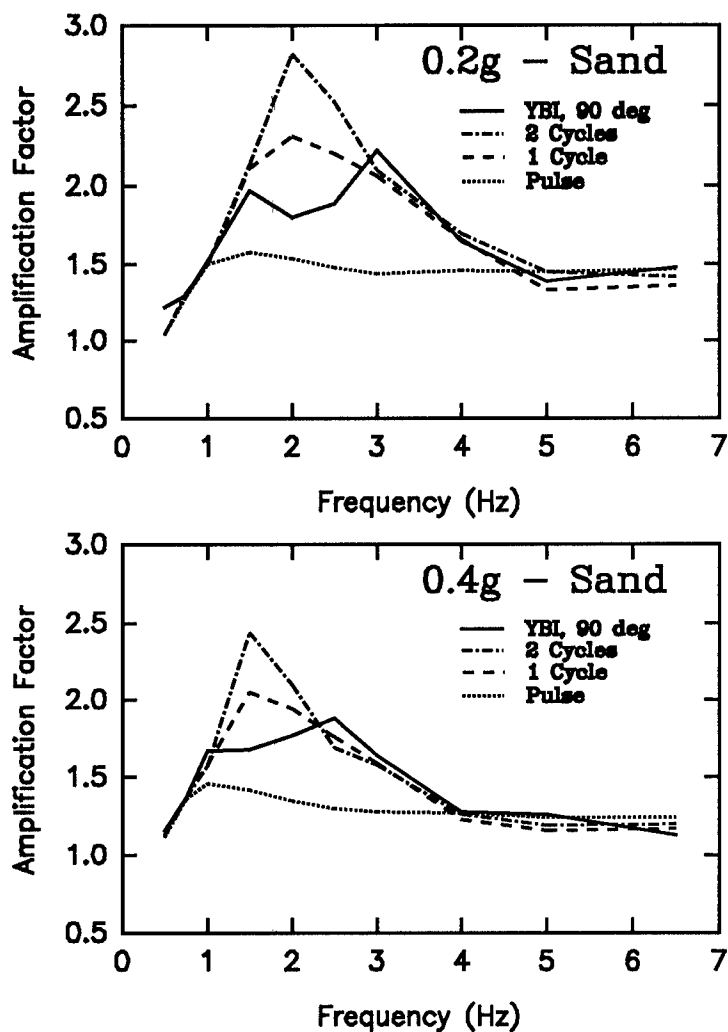 3.0
2.5
2.0
1.5
1.0
0.5
Amplification Factor
0.2g – Sand
YBI, 90 deg
2 Cycles
1 Cycle
Pulse
0 1 2 3 4 5 6 7
Frequency (Hz)
3.0
2.5
2.0
1.5
1.0
0.5
Amplification Factor
0.4g – Sand
YBI, 90 deg
2 Cycles
1 Cycle
Pulse
0 1 2 3 4 5 6 7
Frequency (Hz)